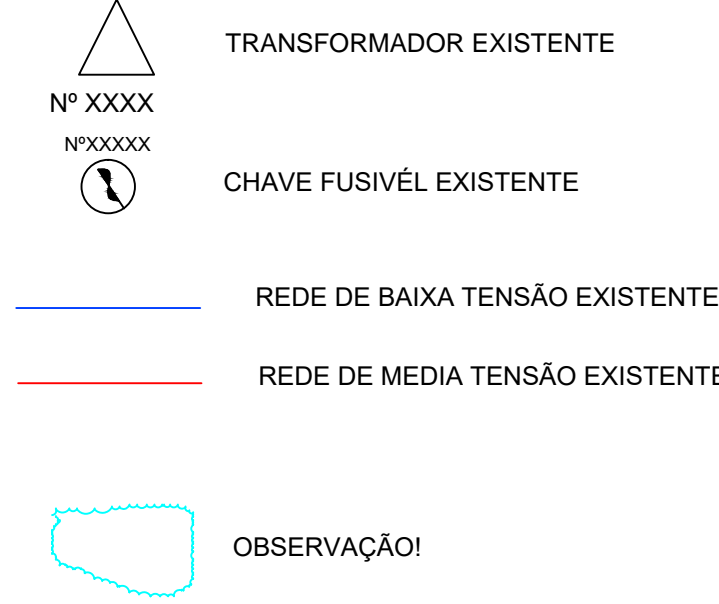 TRANSFORMADOR EXISTENTE
Nº XXXX
NºXXXXX
CHAVE FUSIVÉL EXISTENTE
REDE DE BAIXA TENSÃO EXISTENTE
REDE DE MEDIA TENSÃO EXISTENTE
OBSERVAÇÃO!